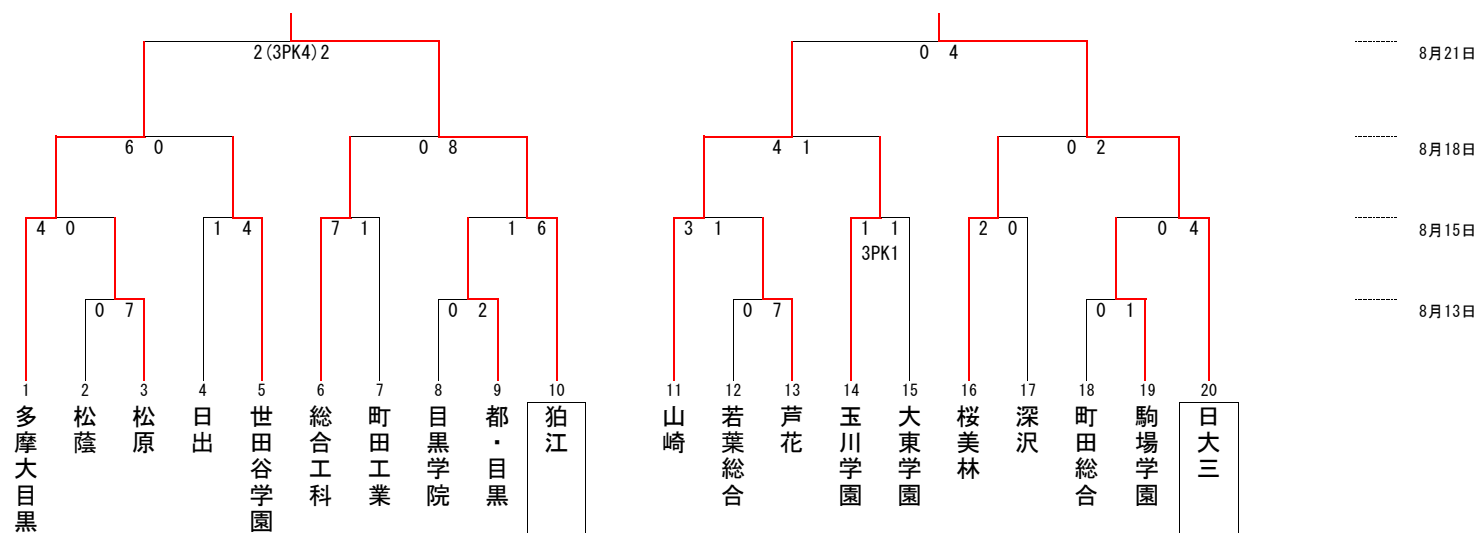 2(3PK4)2
0 4
8月21日
6 0
0 8
4 1
0 2
8月18日
4 0
1 4
7 1
1 6
3 1
1 1
2 0
0 4
8月15日
3PK1
0 7
0 2
0 7
0 1
8月13日
1 2 3 4 5 6 7 8 9 10 11 12 13 14 15 16 17 18 19 20
多摩大目黒
松蔭
松原
日出
世田谷学園
総合工科
町田工業
目黒学院
都・目黒
狛江
山崎
若葉総合
芦花
玉川学園
大東学園
桜美林
深沢
町田総合
駒場学園
日大三